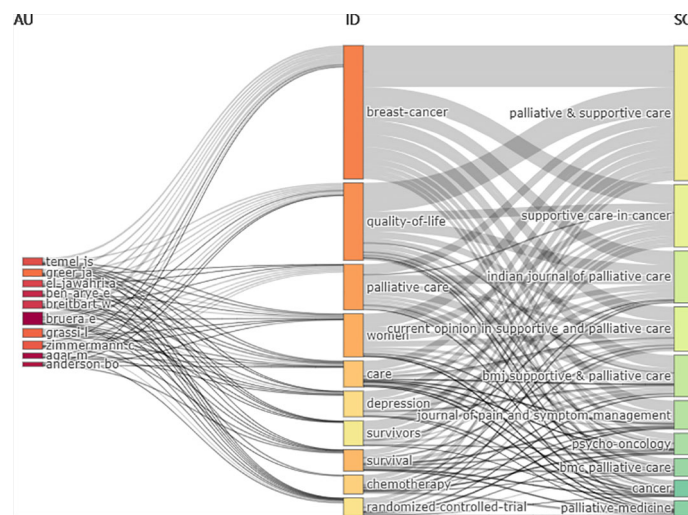 AU
ID
SO
temel js
greer ja
el-jawahri a
ben-arye e
breitbart w
bruera e
grassi l
zimmermann c
agar m
anderson bo
breast-cancer
quality-of-life
palliative care
women
care
depression
survivors
survival
chemotherapy
randomized controlled-trial
palliative & supportive care
supportive care in cancer
indian journal of palliative care
current opinion in supportive and palliative care
bmj supportive & palliative care
journal of pain and symptom management
psycho-oncology
bmc palliative care
cancer
palliative medicine